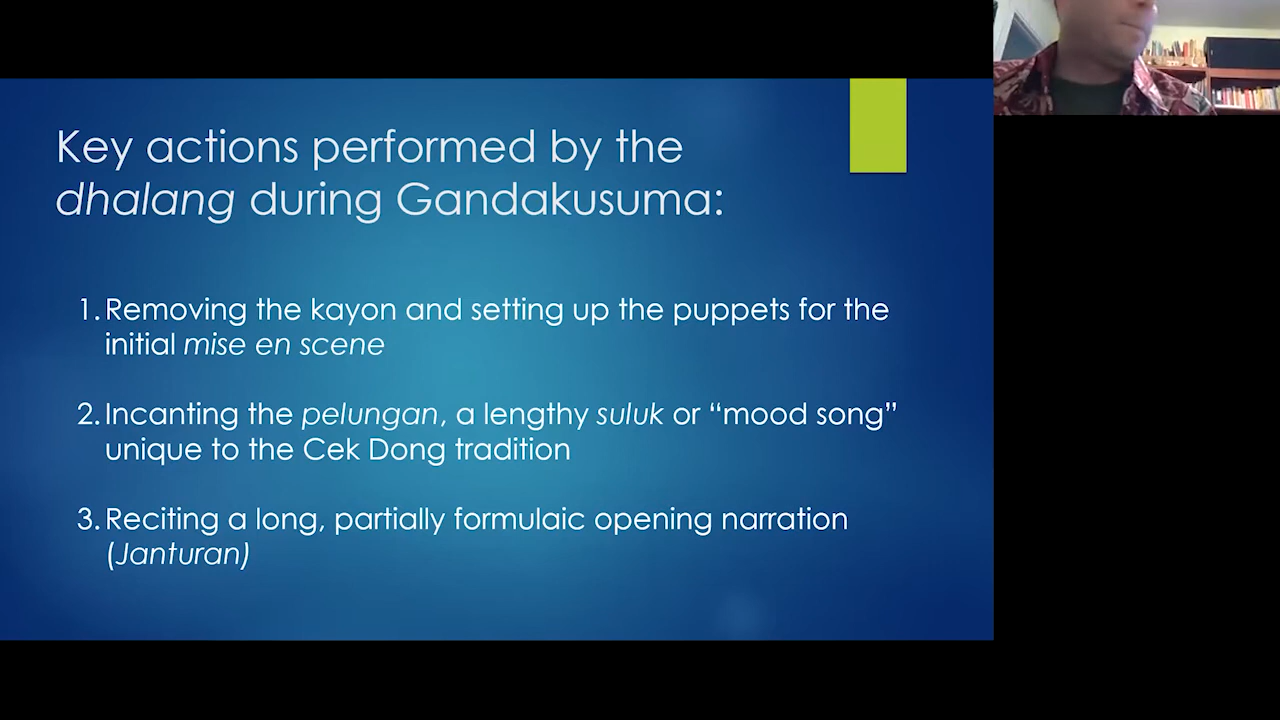 Key actions performed by the
dhalang during Gandakusuma:
1. Removing the kayon and setting up the puppets for the
initial mise en scene
2. Incanting the pelungan, a lengthy suluk or “mood song”
unique to the Cek Dong tradition
3. Reciting a long, partially formulaic opening narration
(Janturan)